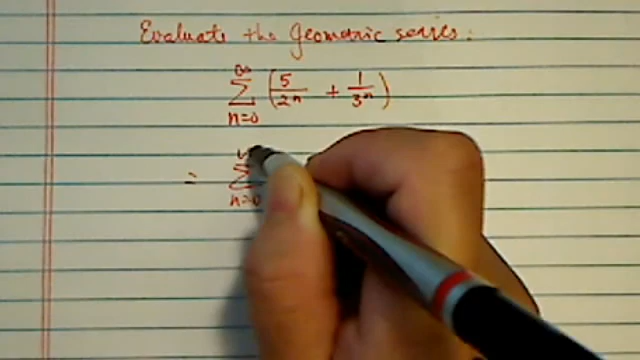 Evaluate the Geometric series:
∞
∑ (5/2ⁿ + 1/3ⁿ)
n=0
= ∑
n=0